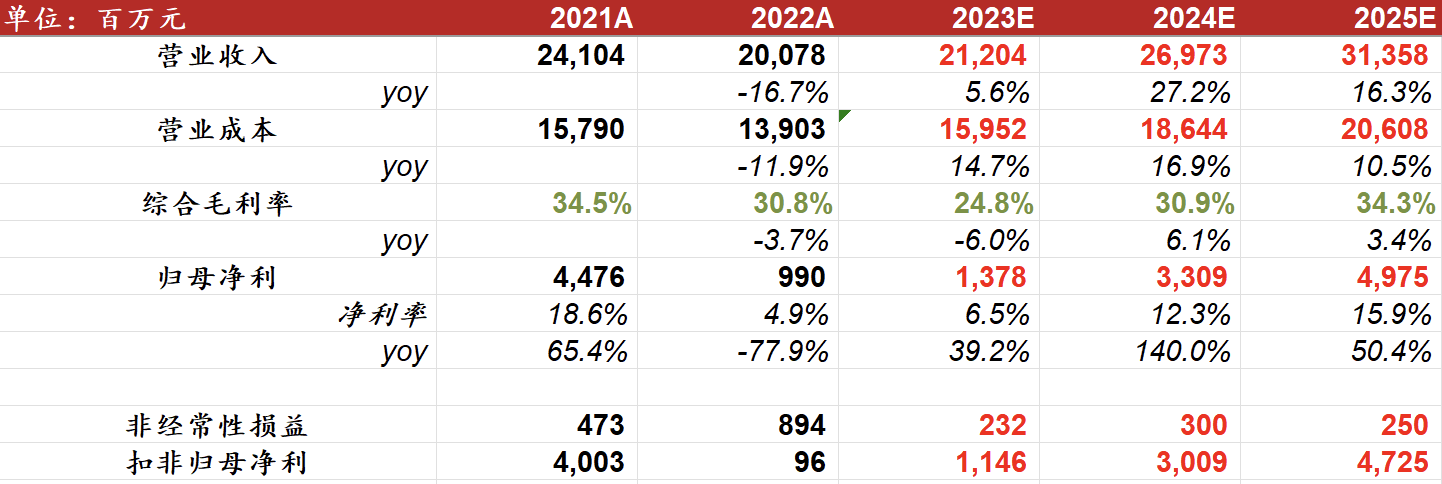 单位：百万元 2021A 2022A 2023E 2024E 2025E
营业收入 24,104 20,078 21,204 26,973 31,358
yoy -16.7% 5.6% 27.2% 16.3%
营业成本 15,790 13,903 15,952 18,644 20,608
yoy -11.9% 14.7% 16.9% 10.5%
综合毛利率 34.5% 30.8% 24.8% 30.9% 34.3%
yoy -3.7% -6.0% 6.1% 3.4%
归母净利 4,476 990 1,378 3,309 4,975
净利率 18.6% 4.9% 6.5% 12.3% 15.9%
yoy 65.4% -77.9% 39.2% 140.0% 50.4%
非经常性损益 473 894 232 300 250
扣非归母净利 4,003 96 1,146 3,009 4,725